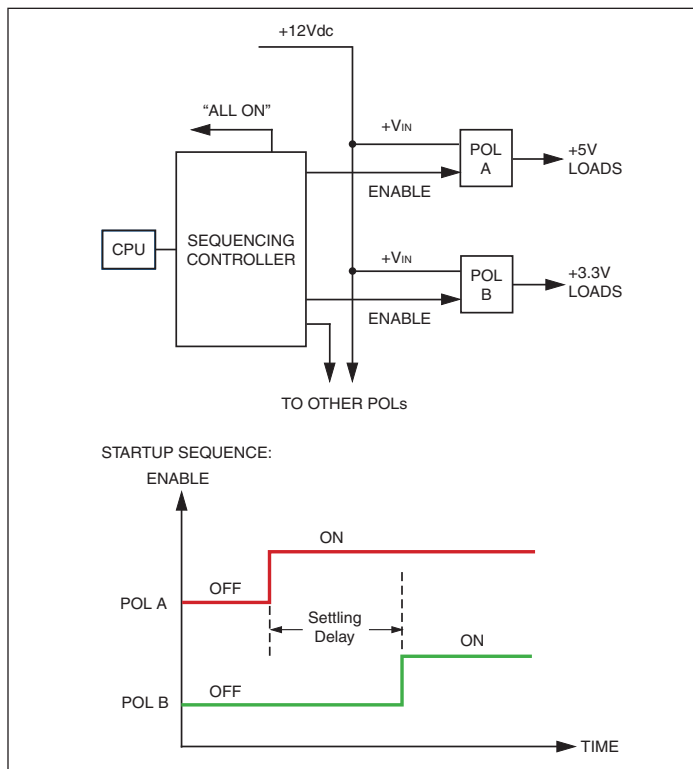 +12Vdc
“ALL ON”
+VIN
POL
A
+5V
LOADS
ENABLE
CPU
SEQUENCING
CONTROLLER
+VIN
POL
B
+3.3V
LOADS
ENABLE
TO OTHER POLs
STARTUP SEQUENCE:
ENABLE
ON
OFF
POL A
Settling
Delay
ON
OFF
POL B
TIME